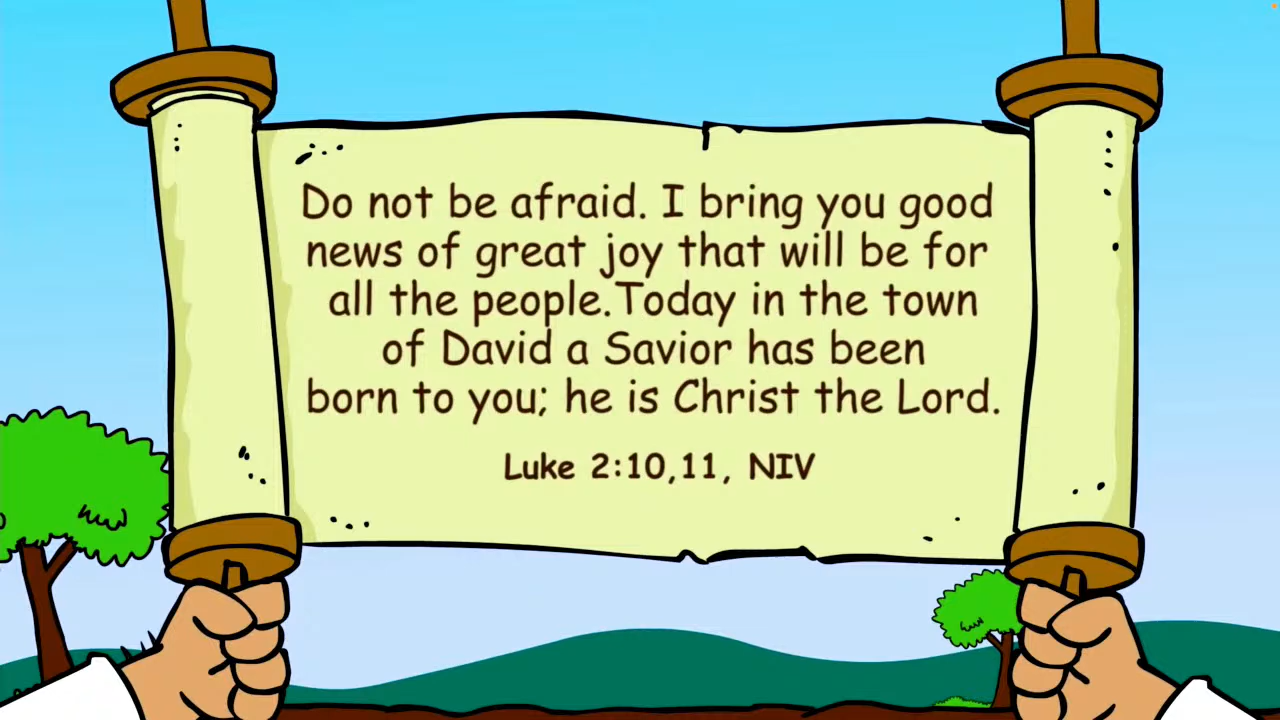 Do not be afraid. I bring you good
news of great joy that will be for
all the people.Today in the town
of David a Savior has been
born to you; he is Christ the Lord.
Luke 2:10,11, NIV